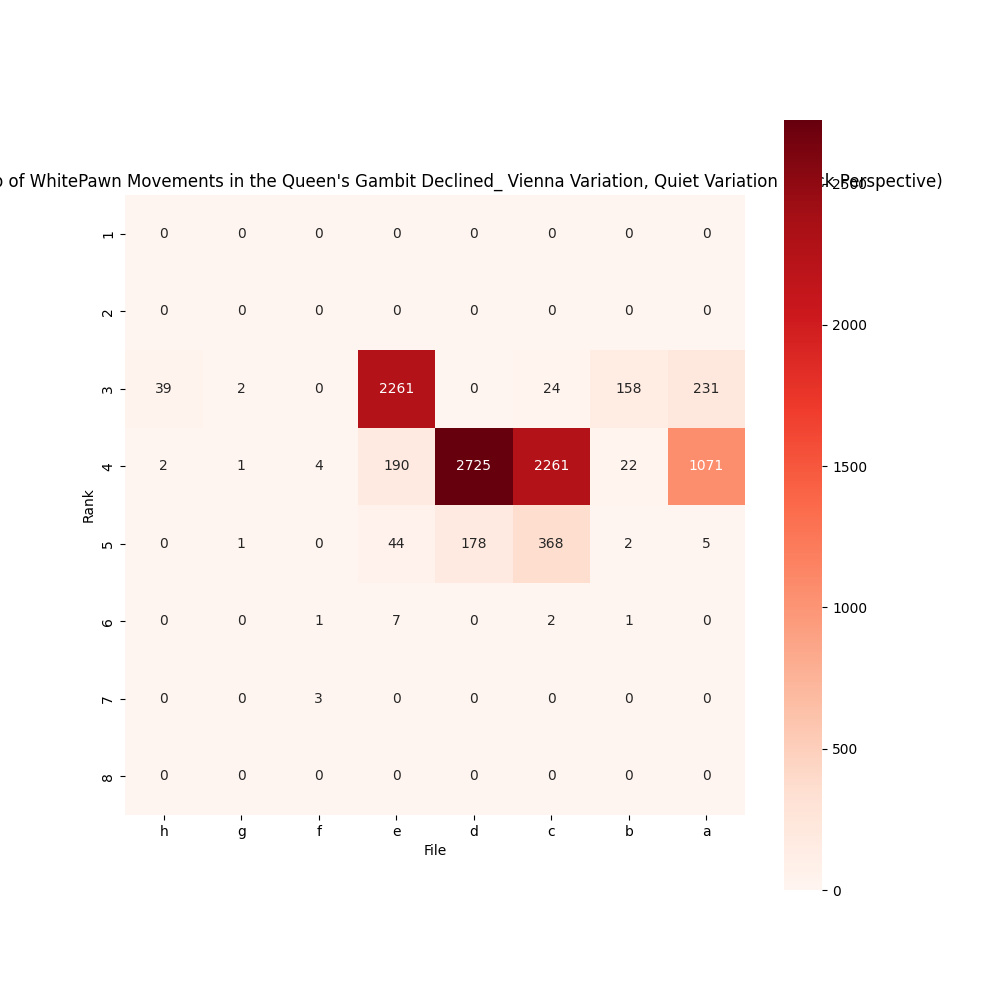 of WhitePawn Movements in the Queen's Gambit Declined_ Vienna Variation, Quiet Variation Perspective)
2500
1 0 0 0 0 0 0 0 0
2 0 0 0 0 0 0 0 0
2000
3 39 2 0 2261 0 24 158 231
4 2 1 4 190 2725 2261 22 1071
1500
Rank
5 0 1 0 44 178 368 2 5
1000
6 0 0 1 7 0 2 1 0
7 0 0 3 0 0 0 0 0
500
8 0 0 0 0 0 0 0 0
h g f e d c b a
File
0